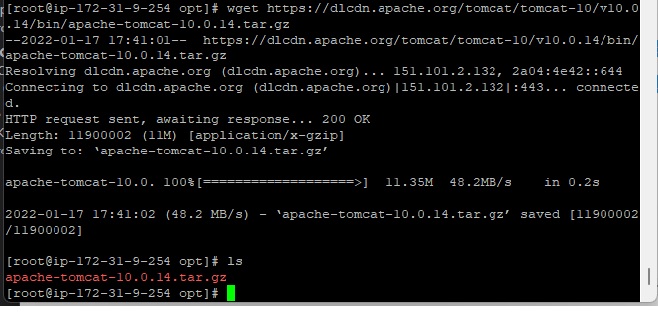 [root@ip-172-31-9-254 opt]# wget https://dlcdn.apache.org/tomcat/tomcat-10/v10.0
.14/bin/apache-tomcat-10.0.14.tar.gz
--2022-01-17 17:41:01--  https://dlcdn.apache.org/tomcat/tomcat-10/v10.0.14/bin/
apache-tomcat-10.0.14.tar.gz
Resolving dlcdn.apache.org (dlcdn.apache.org)... 151.101.2.132, 2a04:4e42::644
Connecting to dlcdn.apache.org (dlcdn.apache.org)|151.101.2.132|:443... connecte
d.
HTTP request sent, awaiting response... 200 OK
Length: 11900002 (11M) [application/x-gzip]
Saving to: ‘apache-tomcat-10.0.14.tar.gz’
apache-tomcat-10.0. 100%[===================>]  11.35M  48.2MB/s    in 0.2s
2022-01-17 17:41:02 (48.2 MB/s) - ‘apache-tomcat-10.0.14.tar.gz’ saved [11900002
/11900002]
[root@ip-172-31-9-254 opt]# ls
apache-tomcat-10.0.14.tar.gz
[root@ip-172-31-9-254 opt]#